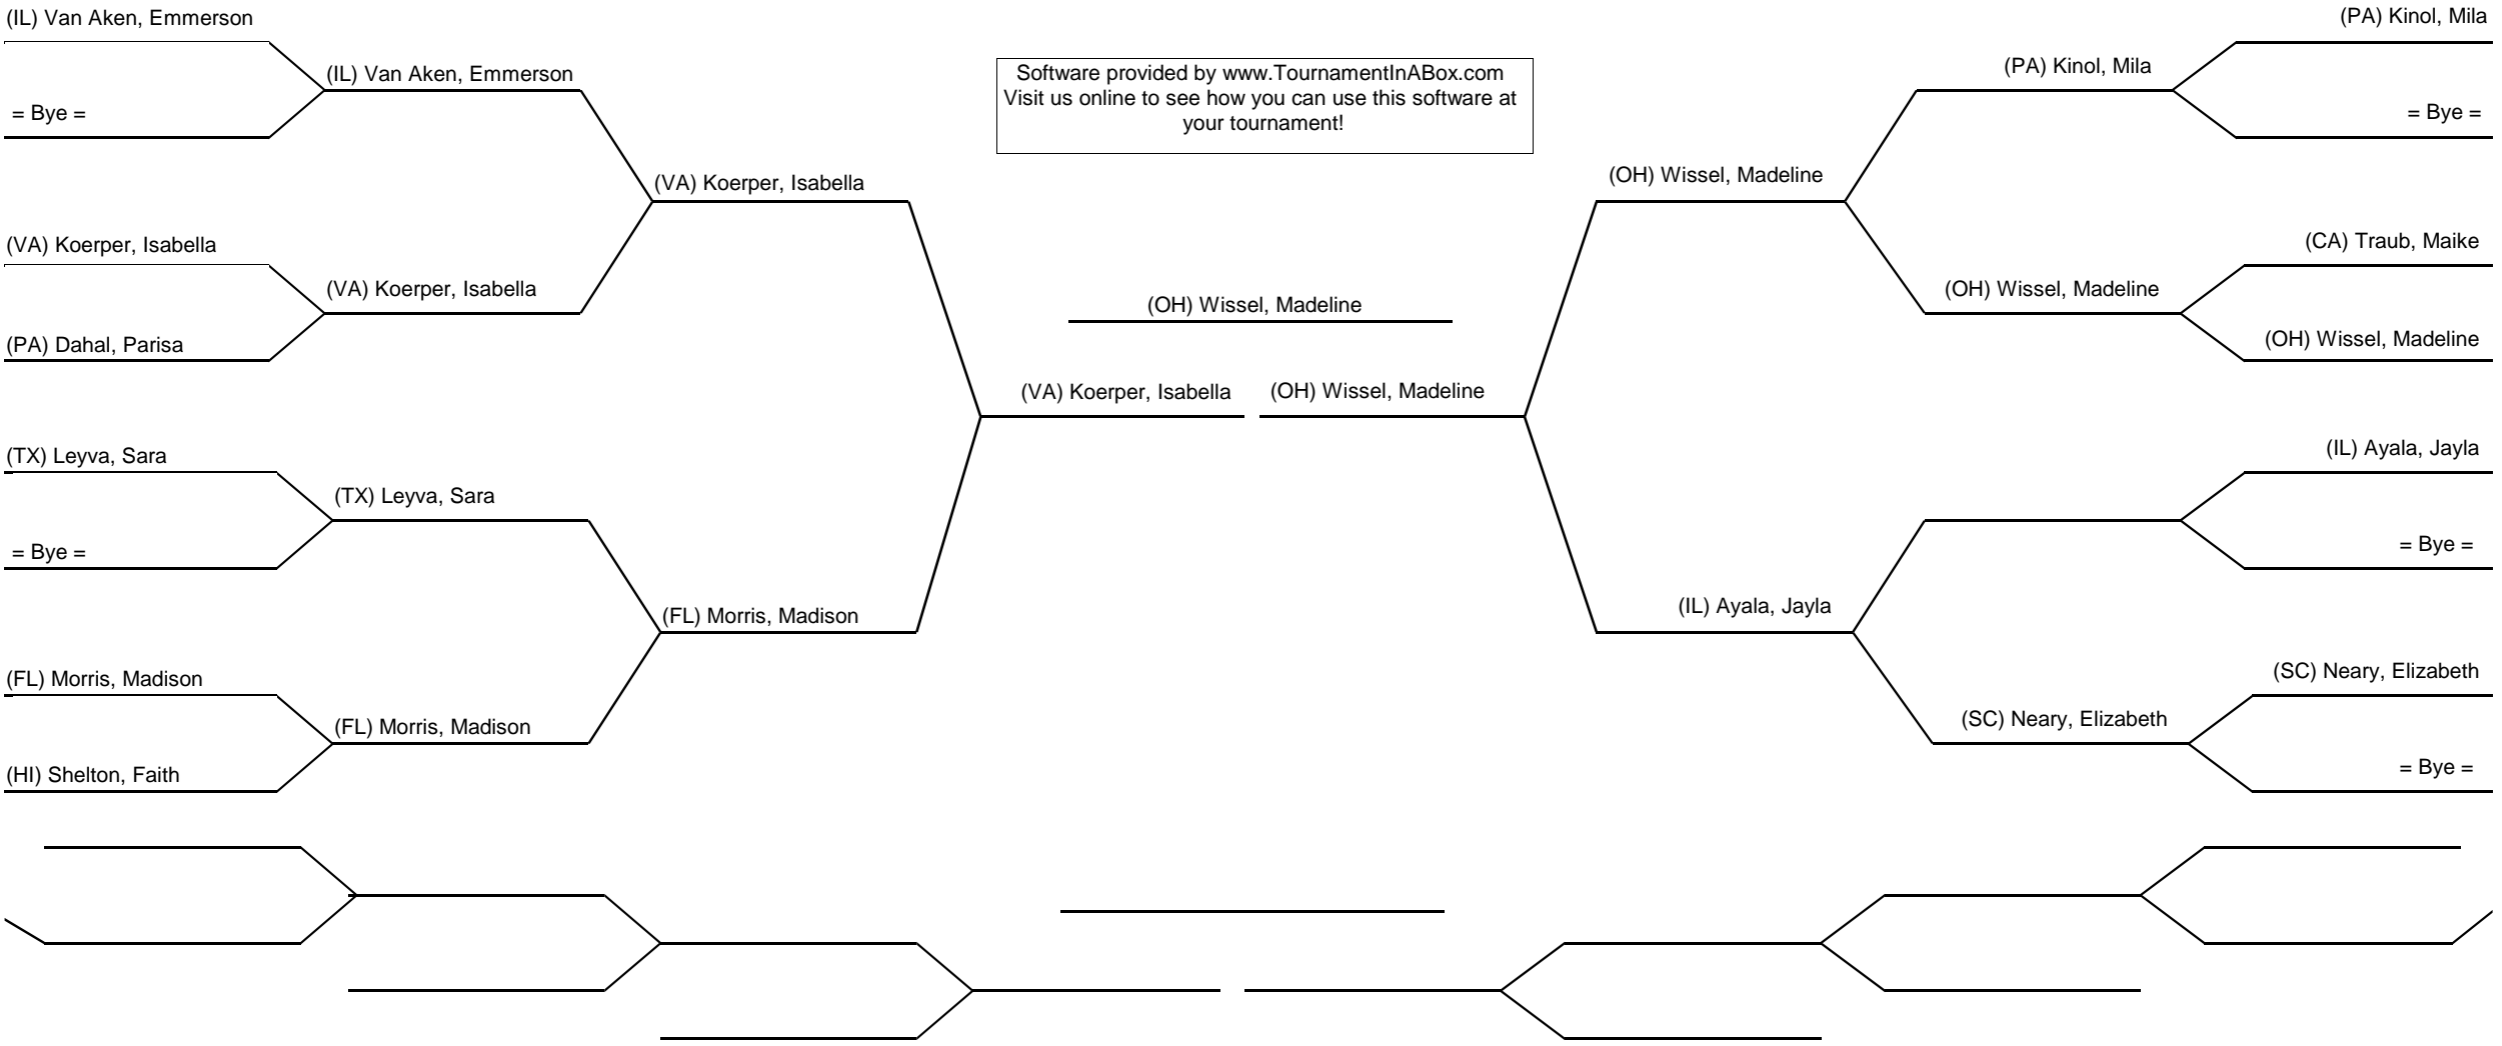 (IL) Van Aken, Emmerson
= Bye =
(VA) Koerper, Isabella
(PA) Dahal, Parisa
(TX) Leyva, Sara
= Bye =
(FL) Morris, Madison
(HI) Shelton, Faith
(IL) Van Aken, Emmerson
(VA) Koerper, Isabella
(TX) Leyva, Sara
(FL) Morris, Madison
(VA) Koerper, Isabella
(FL) Morris, Madison
Software provided by www.TournamentInABox.com
Visit us online to see how you can use this software at
your tournament!
(OH) Wissel, Madeline
(VA) Koerper, Isabella
(OH) Wissel, Madeline
(OH) Wissel, Madeline
(IL) Ayala, Jayla
(PA) Kinol, Mila
(OH) Wissel, Madeline
(SC) Neary, Elizabeth
(PA) Kinol, Mila
= Bye =
(CA) Traub, Maike
(OH) Wissel, Madeline
(IL) Ayala, Jayla
= Bye =
(SC) Neary, Elizabeth
= Bye =